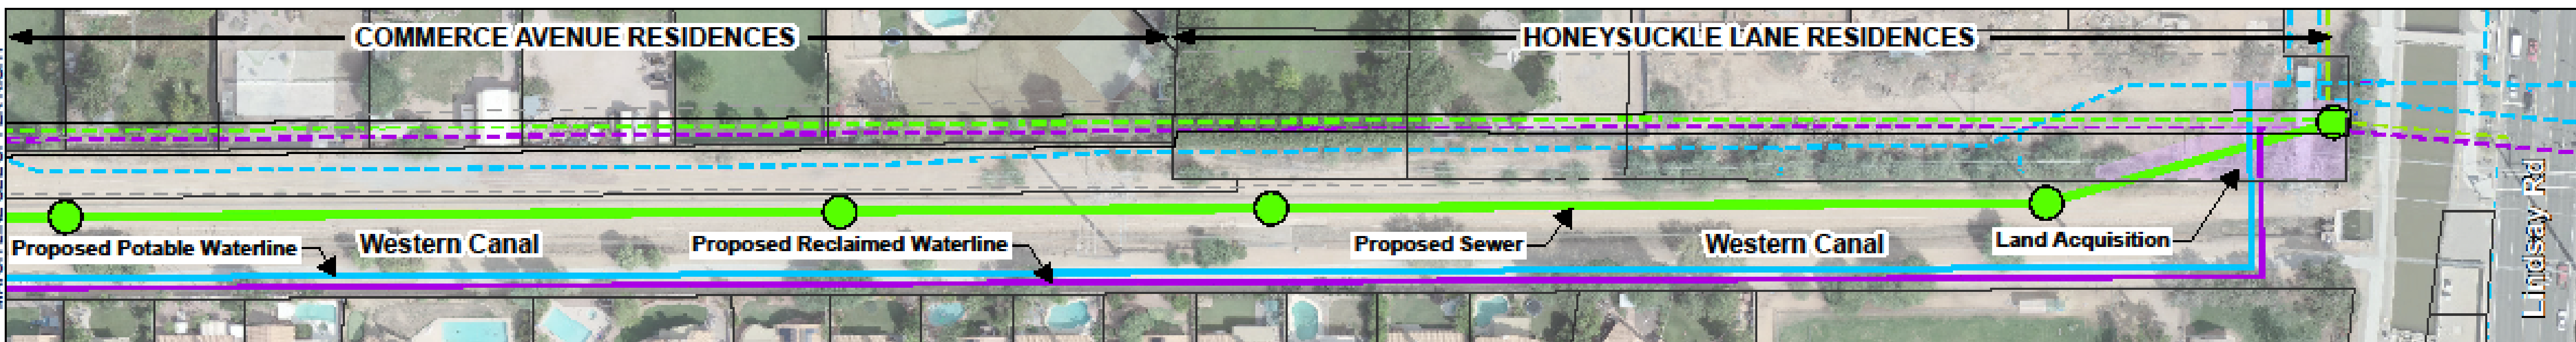 COMMERCE AVENUE RESIDENCES
HONEYSUCKLE LANE RESIDENCES
Proposed Potable Waterline
Western Canal
Proposed Reclaimed Waterline
Proposed Sewer
Western Canal
Land Acquisition
Lindsay Rd